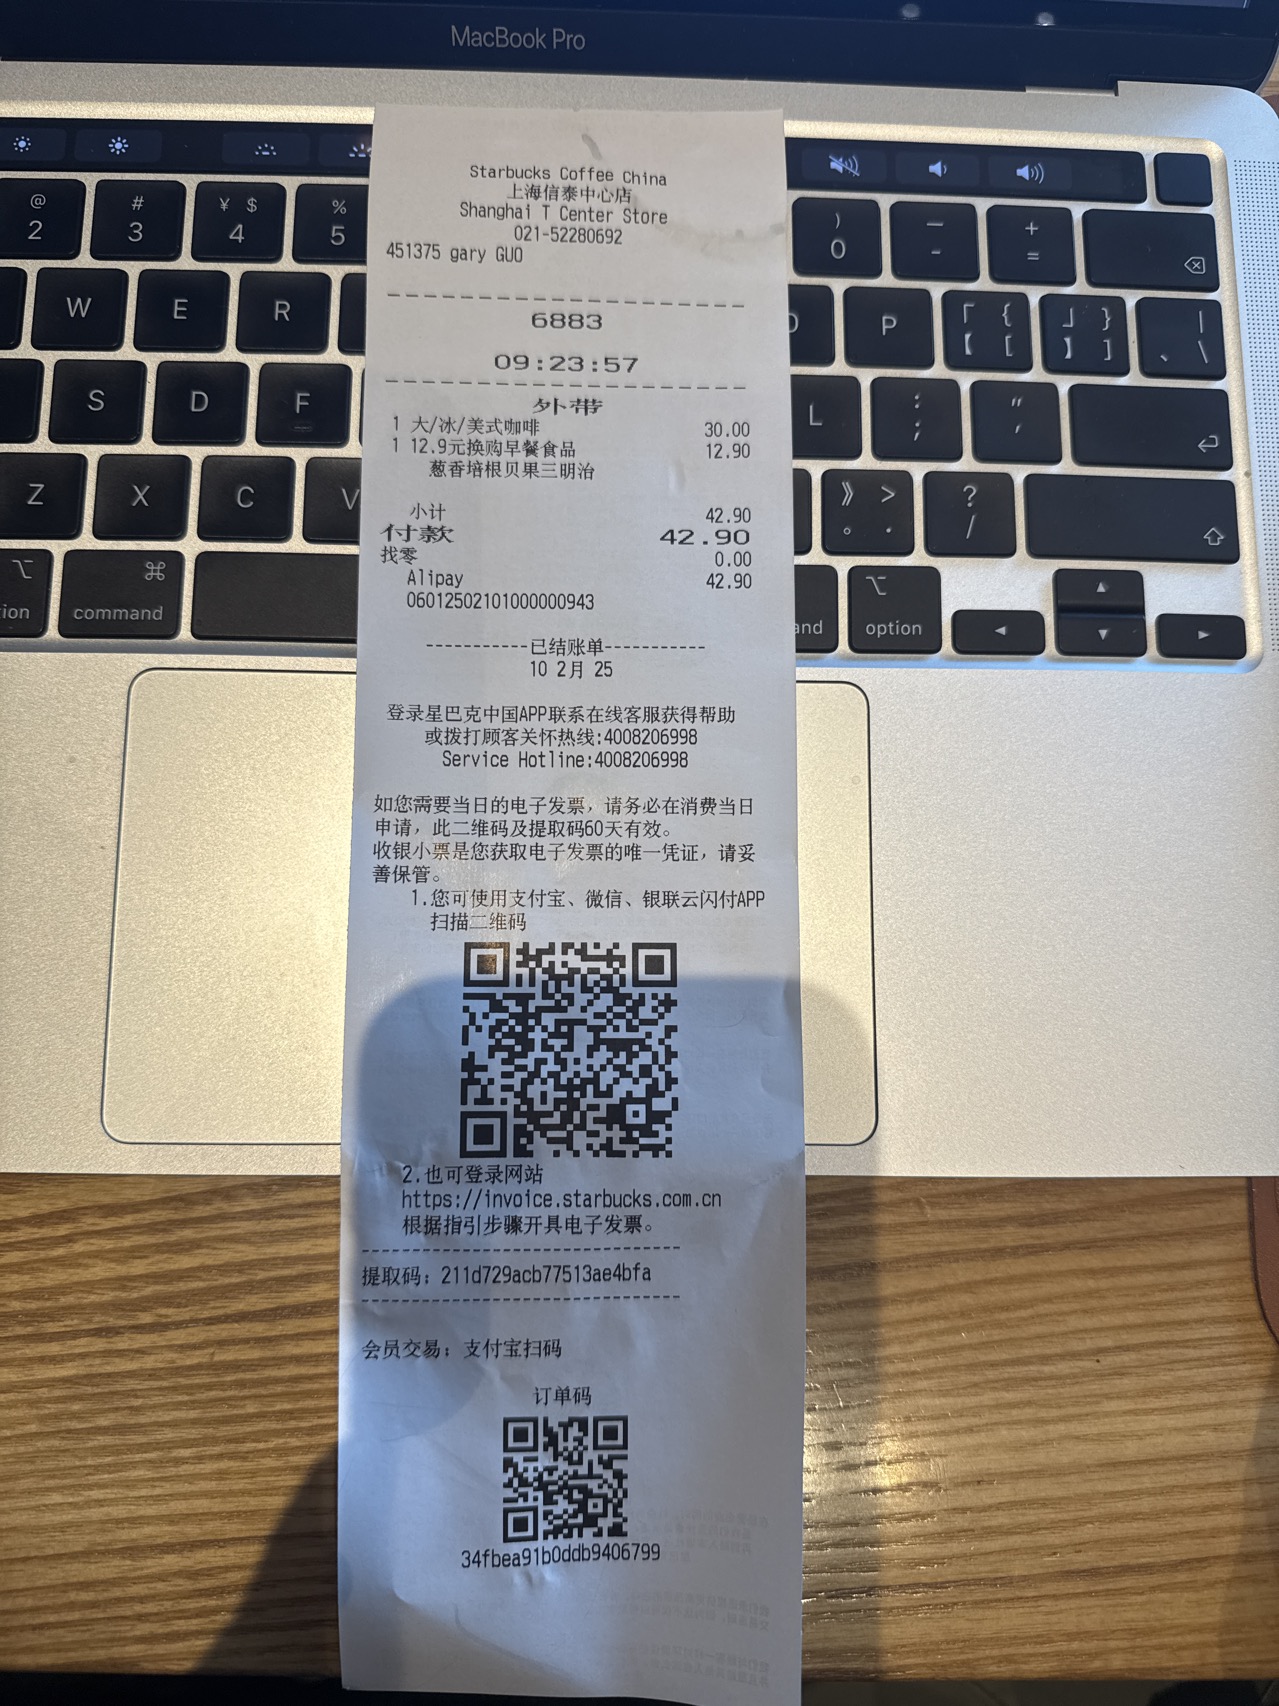 MacBook Pro
Starbucks Coffee China
上海信泰中心店
Shanghai T Center Store
021-52280692
451375 gary GUO
6883
09:23:57
外带
1 大/冰/美式咖啡 30.00
1 12.9元换购早餐食品 12.90
葱香培根贝果三明治
小计 42.90
付款 42.90
找零 0.00
Alipay 42.90
06012502101000000943
-----------已结账单-----------
10 2月 25
登录星巴克中国APP联系在线客服获得帮助
或拨打顾客关怀热线:4008206998
Service Hotline:4008206998
如您需要当日的电子发票，请务必在消费当日
申请，此二维码及提取码60天有效。
收银小票是您获取电子发票的唯一凭证，请妥
善保管。
1.您可使用支付宝、微信、银联云闪付APP
扫描二维码
2.也可登录网站
https://invoice.starbucks.com.cn
根据指引步骤开具电子发票。
提取码：211d729acb77513ae4bfa
会员交易：支付宝扫码
订单码
34fbea91b0ddb9406799
@ # ¥ $ % ) — +
2 3 4 5 0 - =
W E R P 「 { 【 [ 」 } 】 ] | 、 \
S D F L : ; " '
Z X C V 》 > 。 . ? /
⌥ ⌘ ⌥
command option